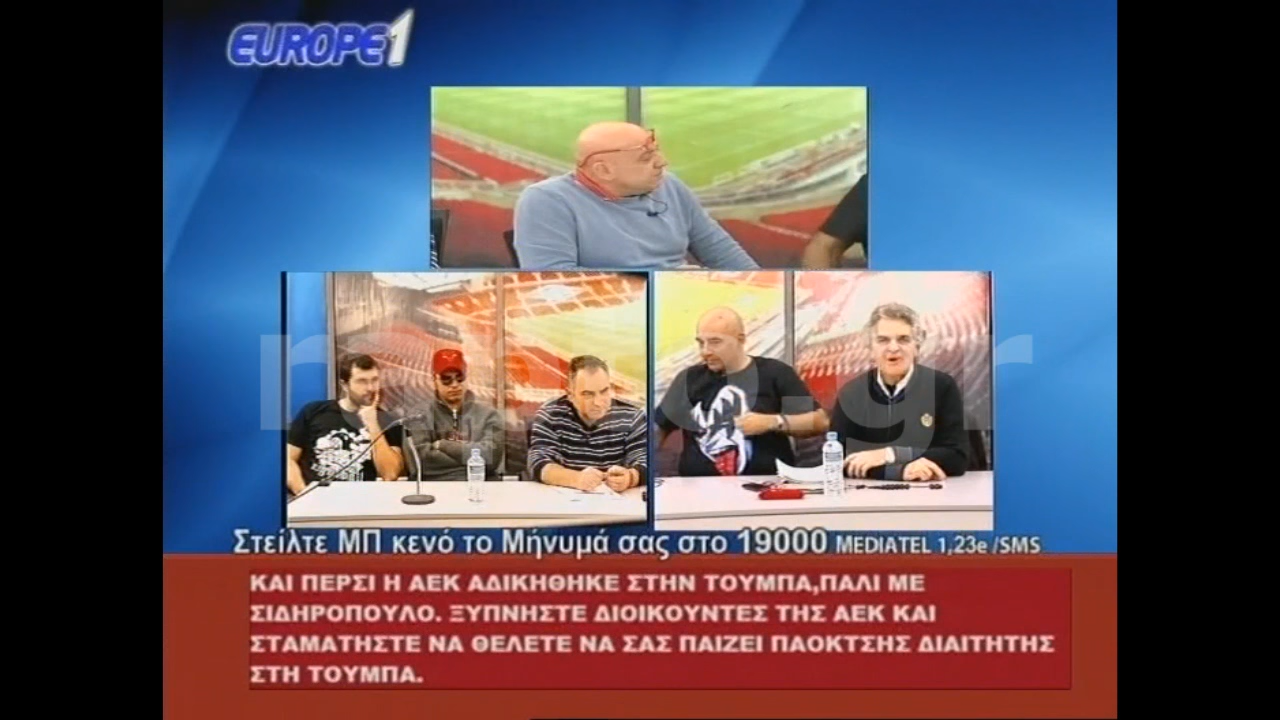 EUROPE1
Στείλτε ΜΠ κενό το Μήνυμά σας στο 19000 MEDIATEL 1,23e /SMS
ΚΑΙ ΠΕΡΣΙ Η ΑΕΚ ΑΔΙΚΗΘΗΚΕ ΣΤΗΝ ΤΟΥΜΠΑ,ΠΑΛΙ ΜΕ
ΣΙΔΗΡΟΠΟΥΛΟ. ΞΥΠΝΗΣΤΕ ΔΙΟΙΚΟΥΝΤΕΣ ΤΗΣ ΑΕΚ ΚΑΙ
ΣΤΑΜΑΤΗΣΤΕ ΝΑ ΘΕΛΕΤΕ ΝΑ ΣΑΣ ΠΑΙΖΕΙ ΠΑΟΚΤΣΗΣ ΔΙΑΙΤΗΤΗΣ
ΣΤΗ ΤΟΥΜΠΑ.